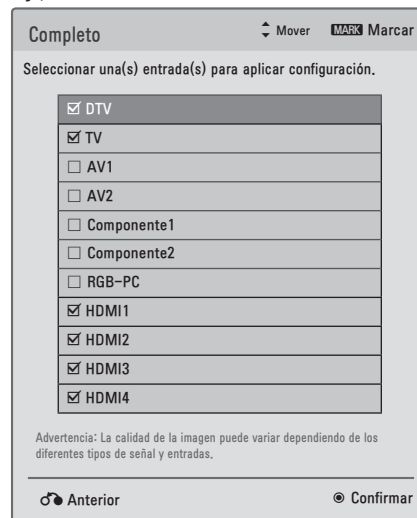 Completo Mover MARK Marcar
Seleccionar una(s) entrada(s) para aplicar configuración.
☑ DTV
☑ TV
☐ AV1
☐ AV2
☐ Componente1
☐ Componente2
☐ RGB-PC
☑ HDMI1
☑ HDMI2
☑ HDMI3
☑ HDMI4
Advertencia: La calidad de la imagen puede variar dependiendo de los
diferentes tipos de señal y entradas.
Anterior Confirmar